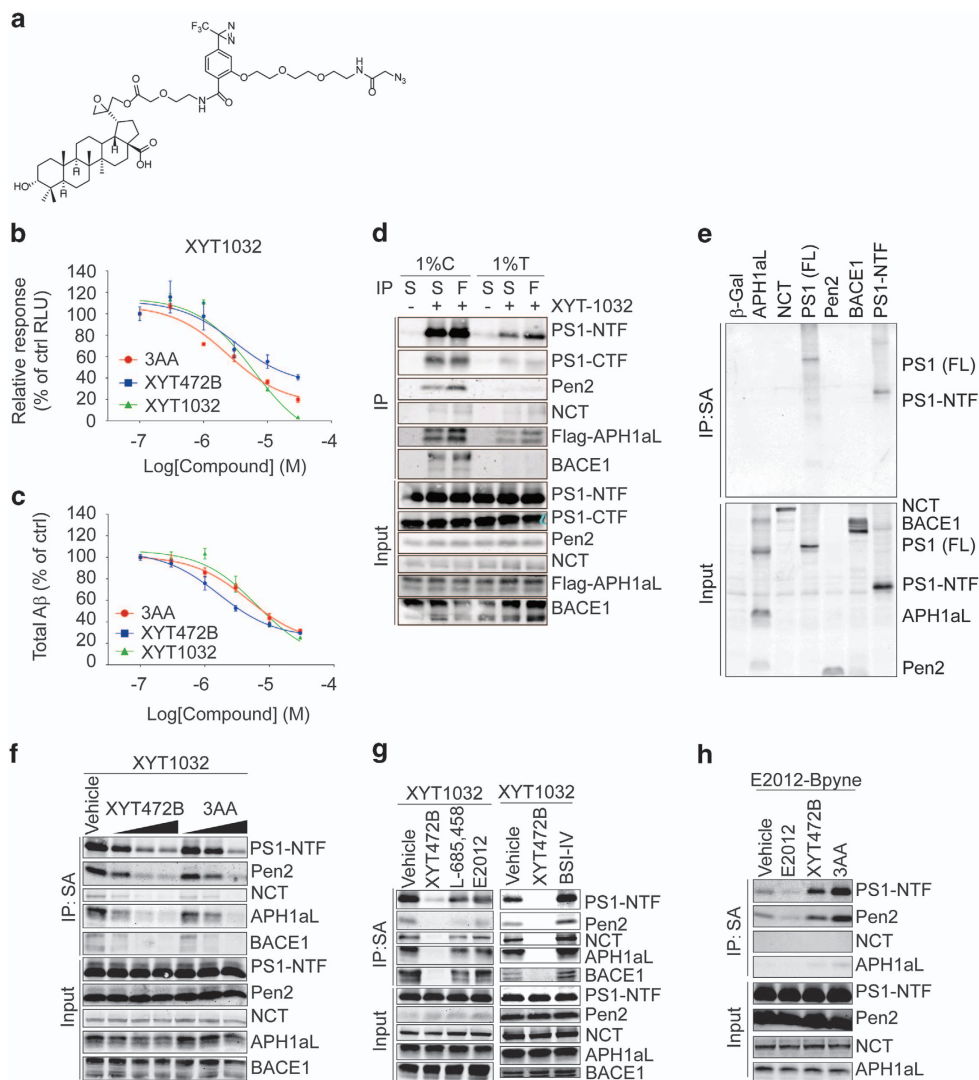 a
F₃C
N
N
O
O
O
NH
O
N₃
O
O
O
O
N
H
O
H
O
OH
HO
H
H
b
XYT1032
Relative response
(% of ctrl RLU)
140
120
100
80
60
40
20
0
3AA
XYT472B
XYT1032
-7
-6
-5
-4
Log[Compound] (M)
c
Total Aβ (% of ctrl)
140
120
100
80
60
40
20
0
3AA
XYT472B
XYT1032
-7
-6
-5
-4
Log[Compound] (M)
d
1%C 1%T
IP S S F S S F
- + + - + + XYT-1032
IP
PS1-NTF
PS1-CTF
Pen2
NCT
Flag-APH1aL
BACE1
Input
PS1-NTF
PS1-CTF
Pen2
NCT
Flag-APH1aL
BACE1
e
β-Gal
APH1aL
NCT
PS1 (FL)
Pen2
BACE1
PS1-NTF
IP:SA
PS1 (FL)
PS1-NTF
Input
NCT
BACE1
PS1 (FL)
PS1-NTF
APH1aL
Pen2
f
XYT1032
Vehicle
XYT472B 3AA
IP: SA
PS1-NTF
Pen2
NCT
APH1aL
BACE1
Input
PS1-NTF
Pen2
NCT
APH1aL
BACE1
g
XYT1032 XYT1032
Vehicle
XYT472B
L-685,458
E2012
Vehicle
XYT472B
BSI-IV
IP:SA
PS1-NTF
Pen2
NCT
APH1aL
BACE1
Input
PS1-NTF
Pen2
NCT
APH1aL
BACE1
h
E2012-Bpyne
Vehicle
E2012
XYT472B
3AA
IP: SA
PS1-NTF
Pen2
NCT
APH1aL
Input
PS1-NTF
Pen2
NCT
APH1aL